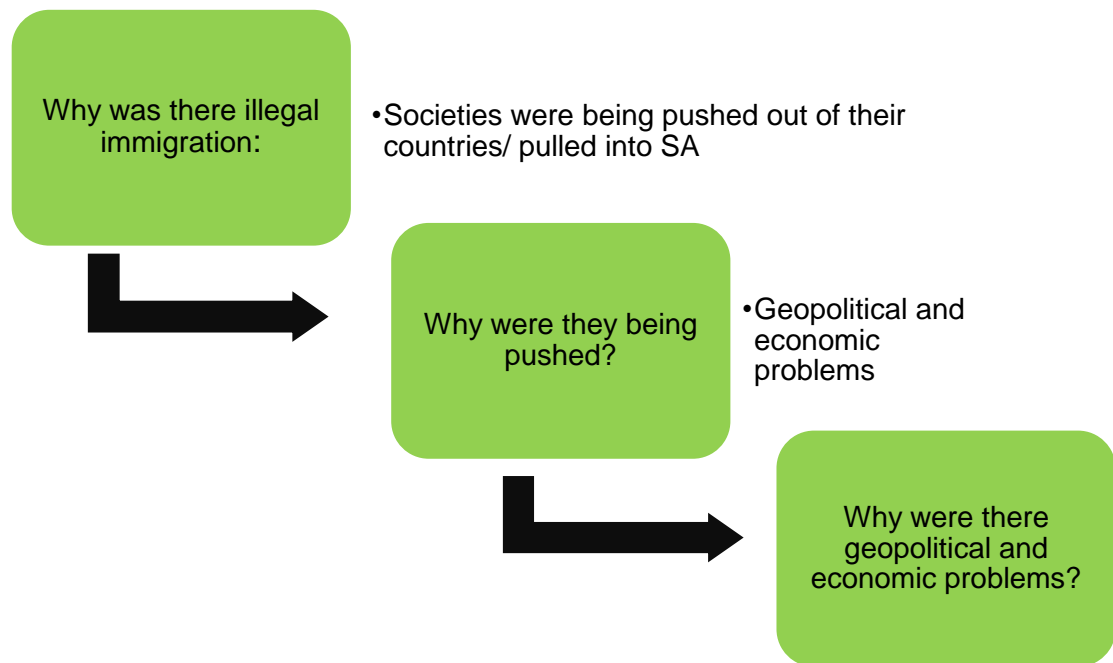 Why was there illegal
immigration:
•Societies were being pushed out of their
countries/ pulled into SA
Why were they being
pushed?
•Geopolitical and
economic
problems
Why were there
geopolitical and
economic problems?